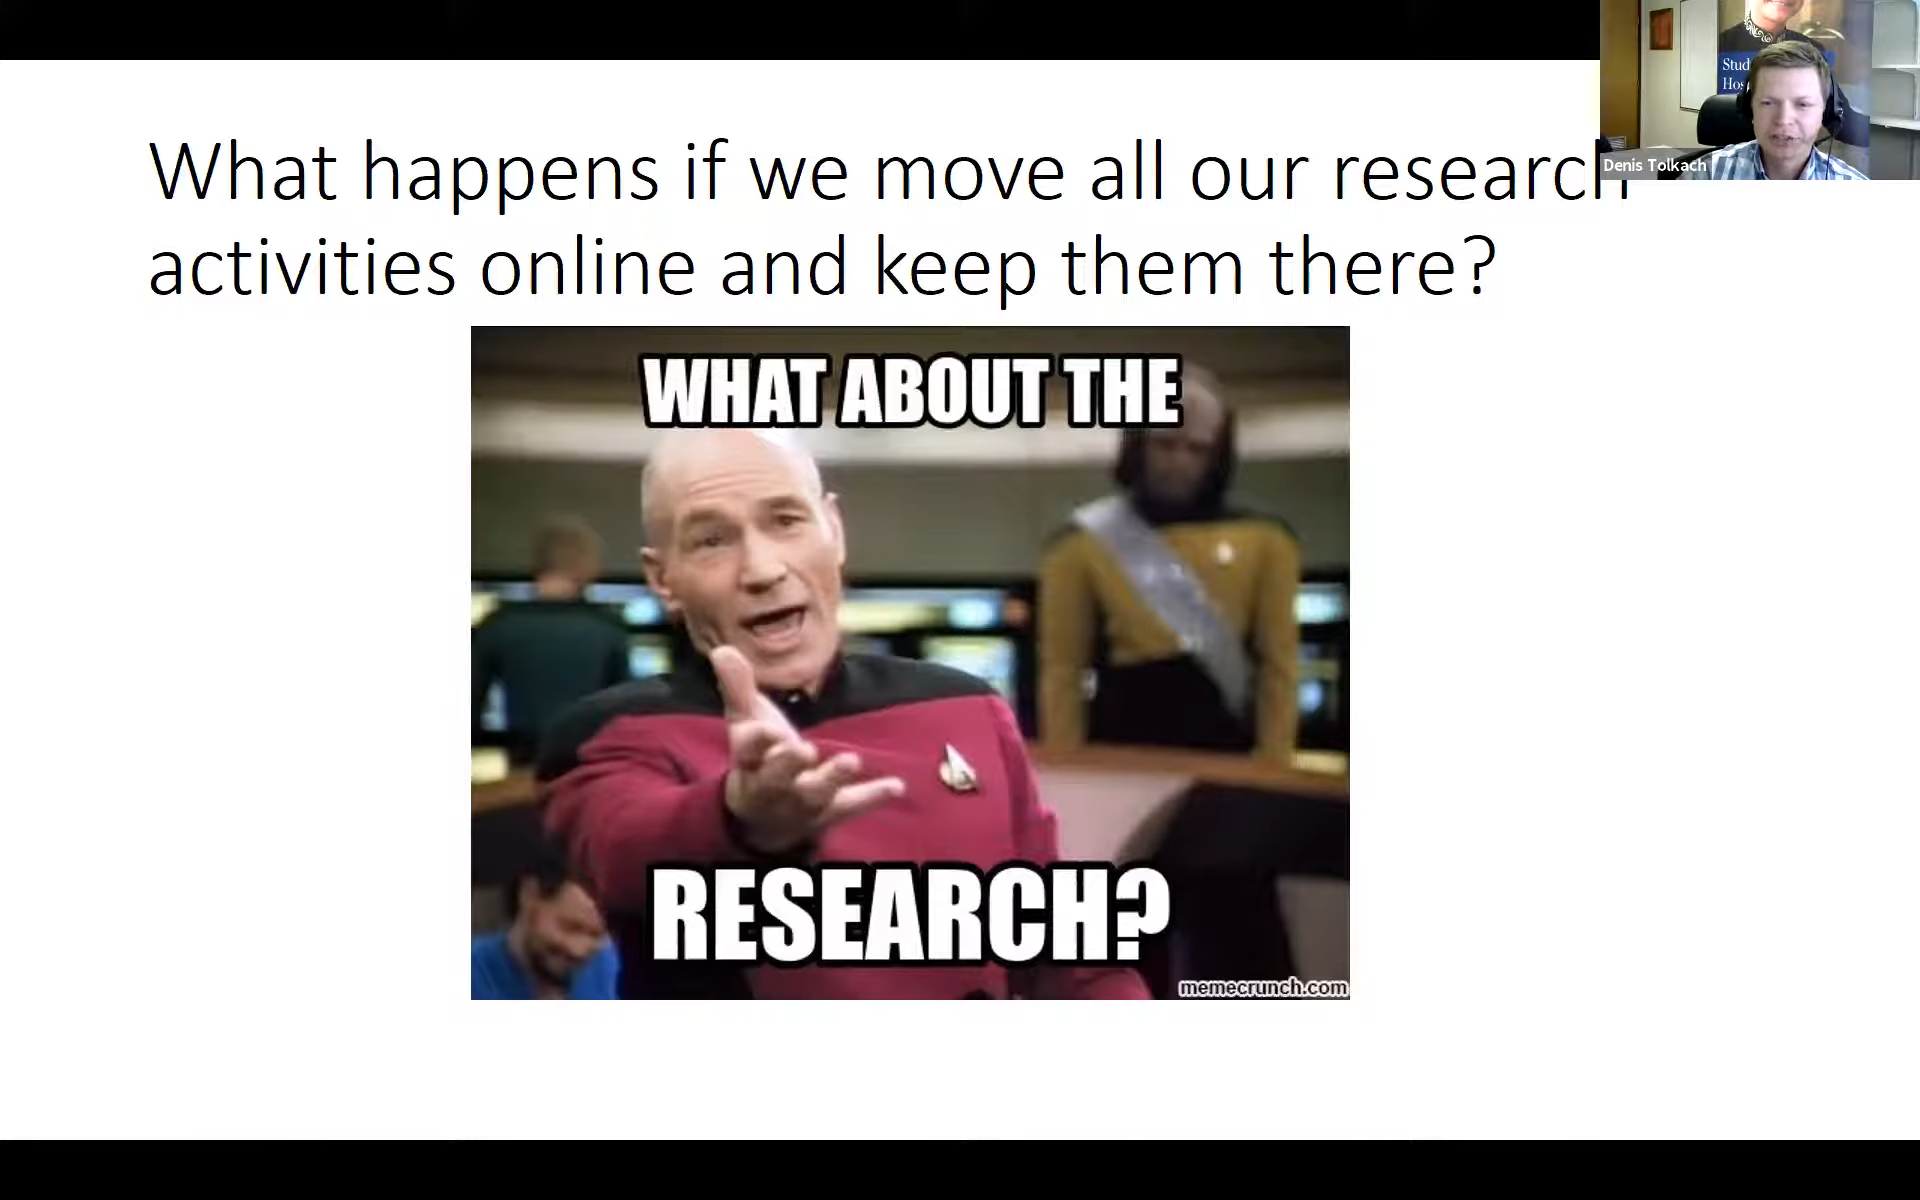 What happens if we move all our research
activities online and keep them there?
Denis Tolkach
WHAT ABOUT THE
RESEARCH?
memecrunch.com